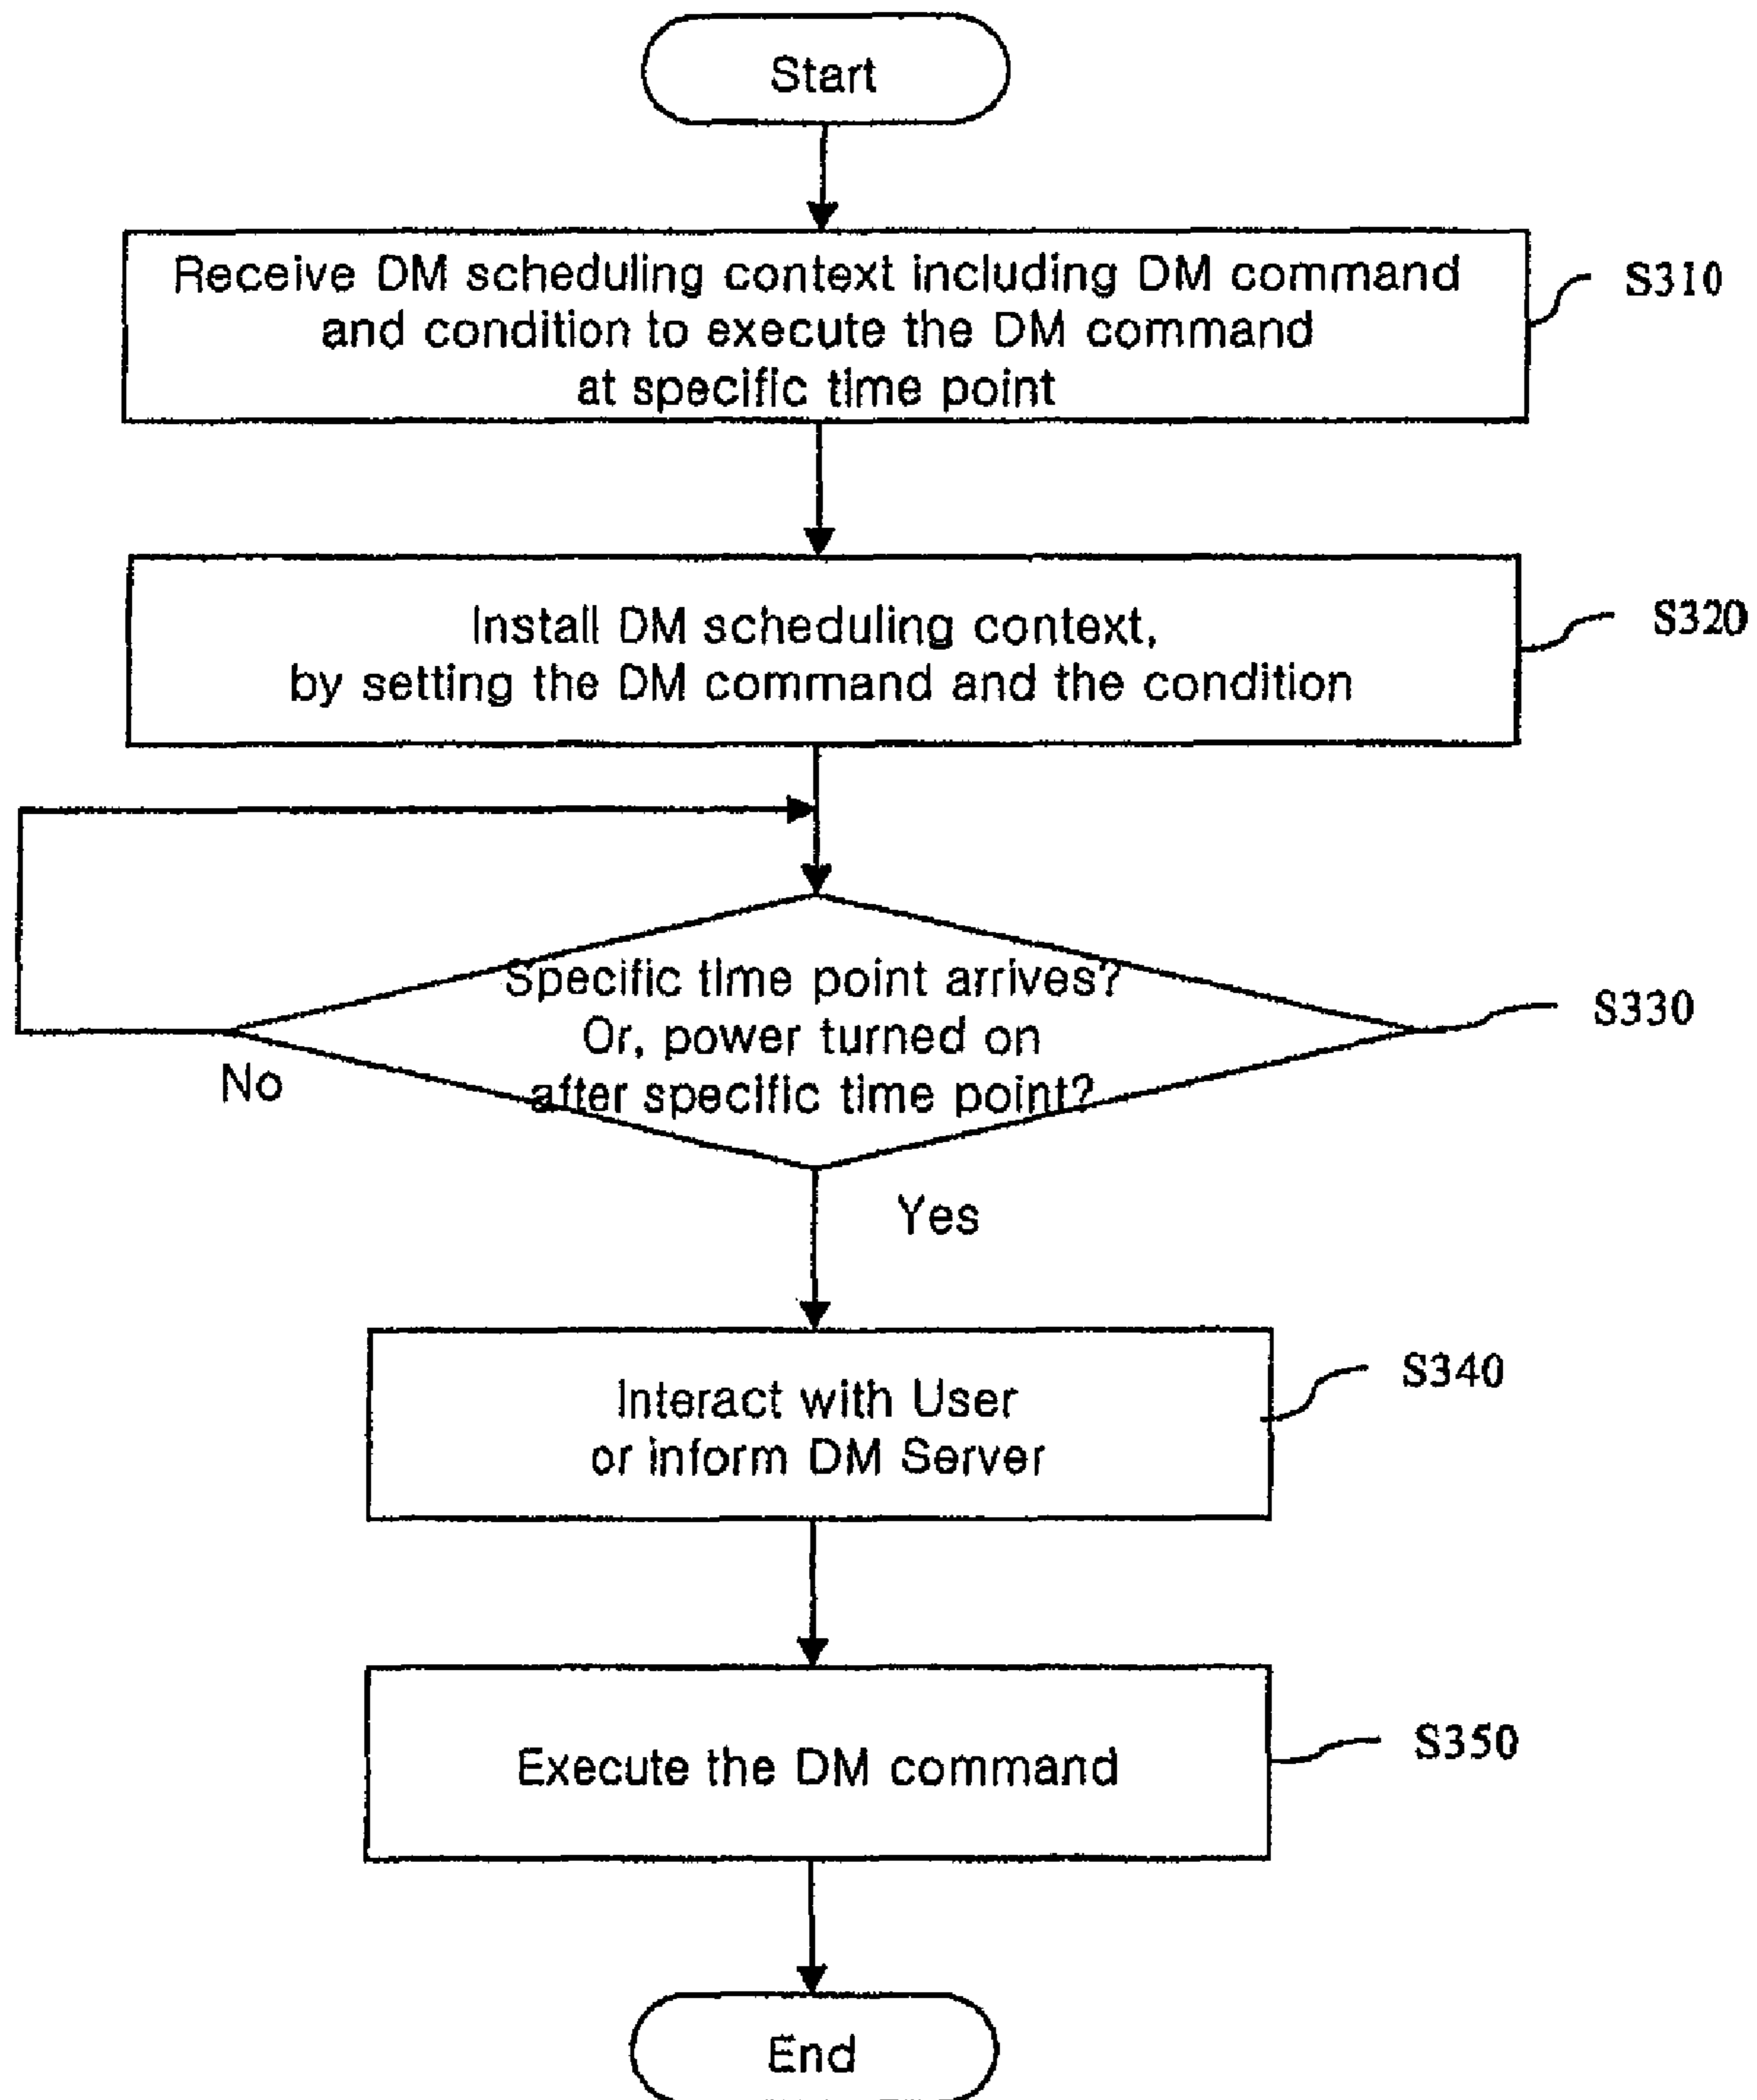 Start
Receive DM scheduling context including DM command
and condition to execute the DM command
at specific time point
S310
Install DM scheduling context,
by setting the DM command and the condition
S320
Specific time point arrives?
Or, power turned on
after specific time point?
S330
No
Yes
Interact with User
or inform DM Server
S340
Execute the DM command
S350
End